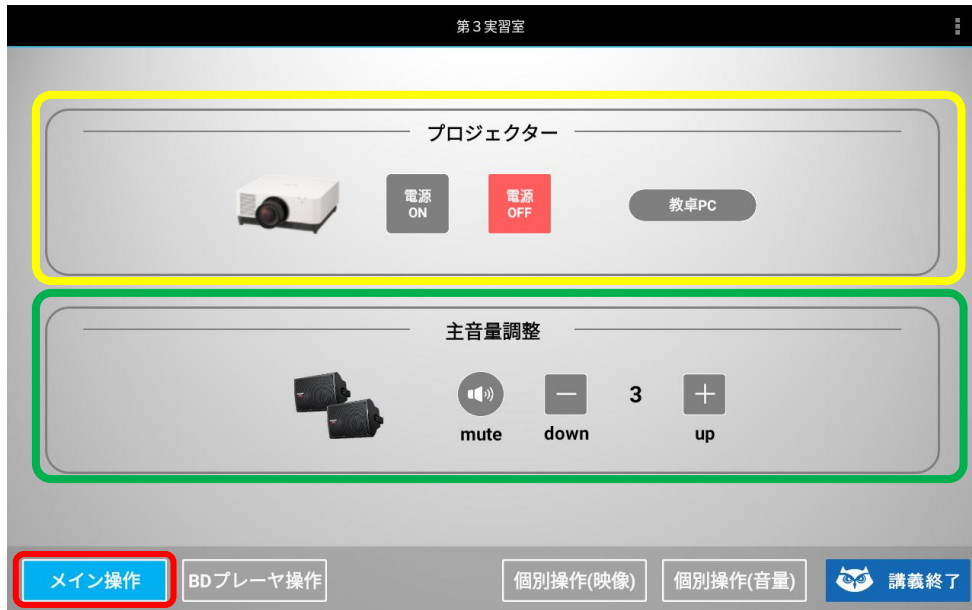 第3実習室
プロジェクター
電源
ON
電源
OFF
教卓PC
主音量調整
3
mute
down
up
メイン操作
BDプレーヤ操作
個別操作(映像)
個別操作(音量)
講義終了